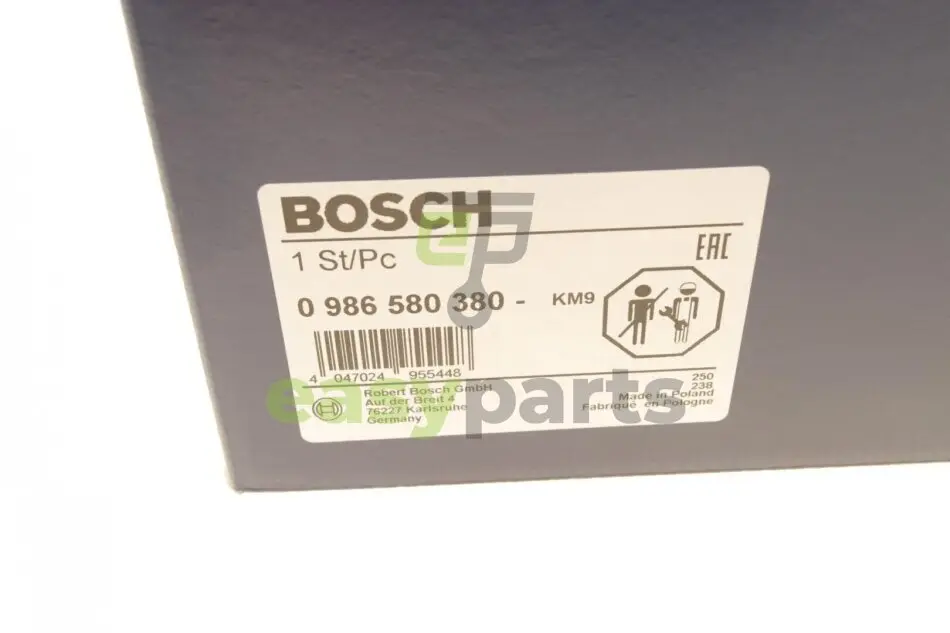 BOSCH
EAC
1 St/Pc
0 986 580 380 - KM9
4 047024 955448
250
238
Robert Bosch GmbH
Auf der Breit 4
76227 Karlsruhe
Germany
Made in Poland
Fabriqué en Pologne
easyparts